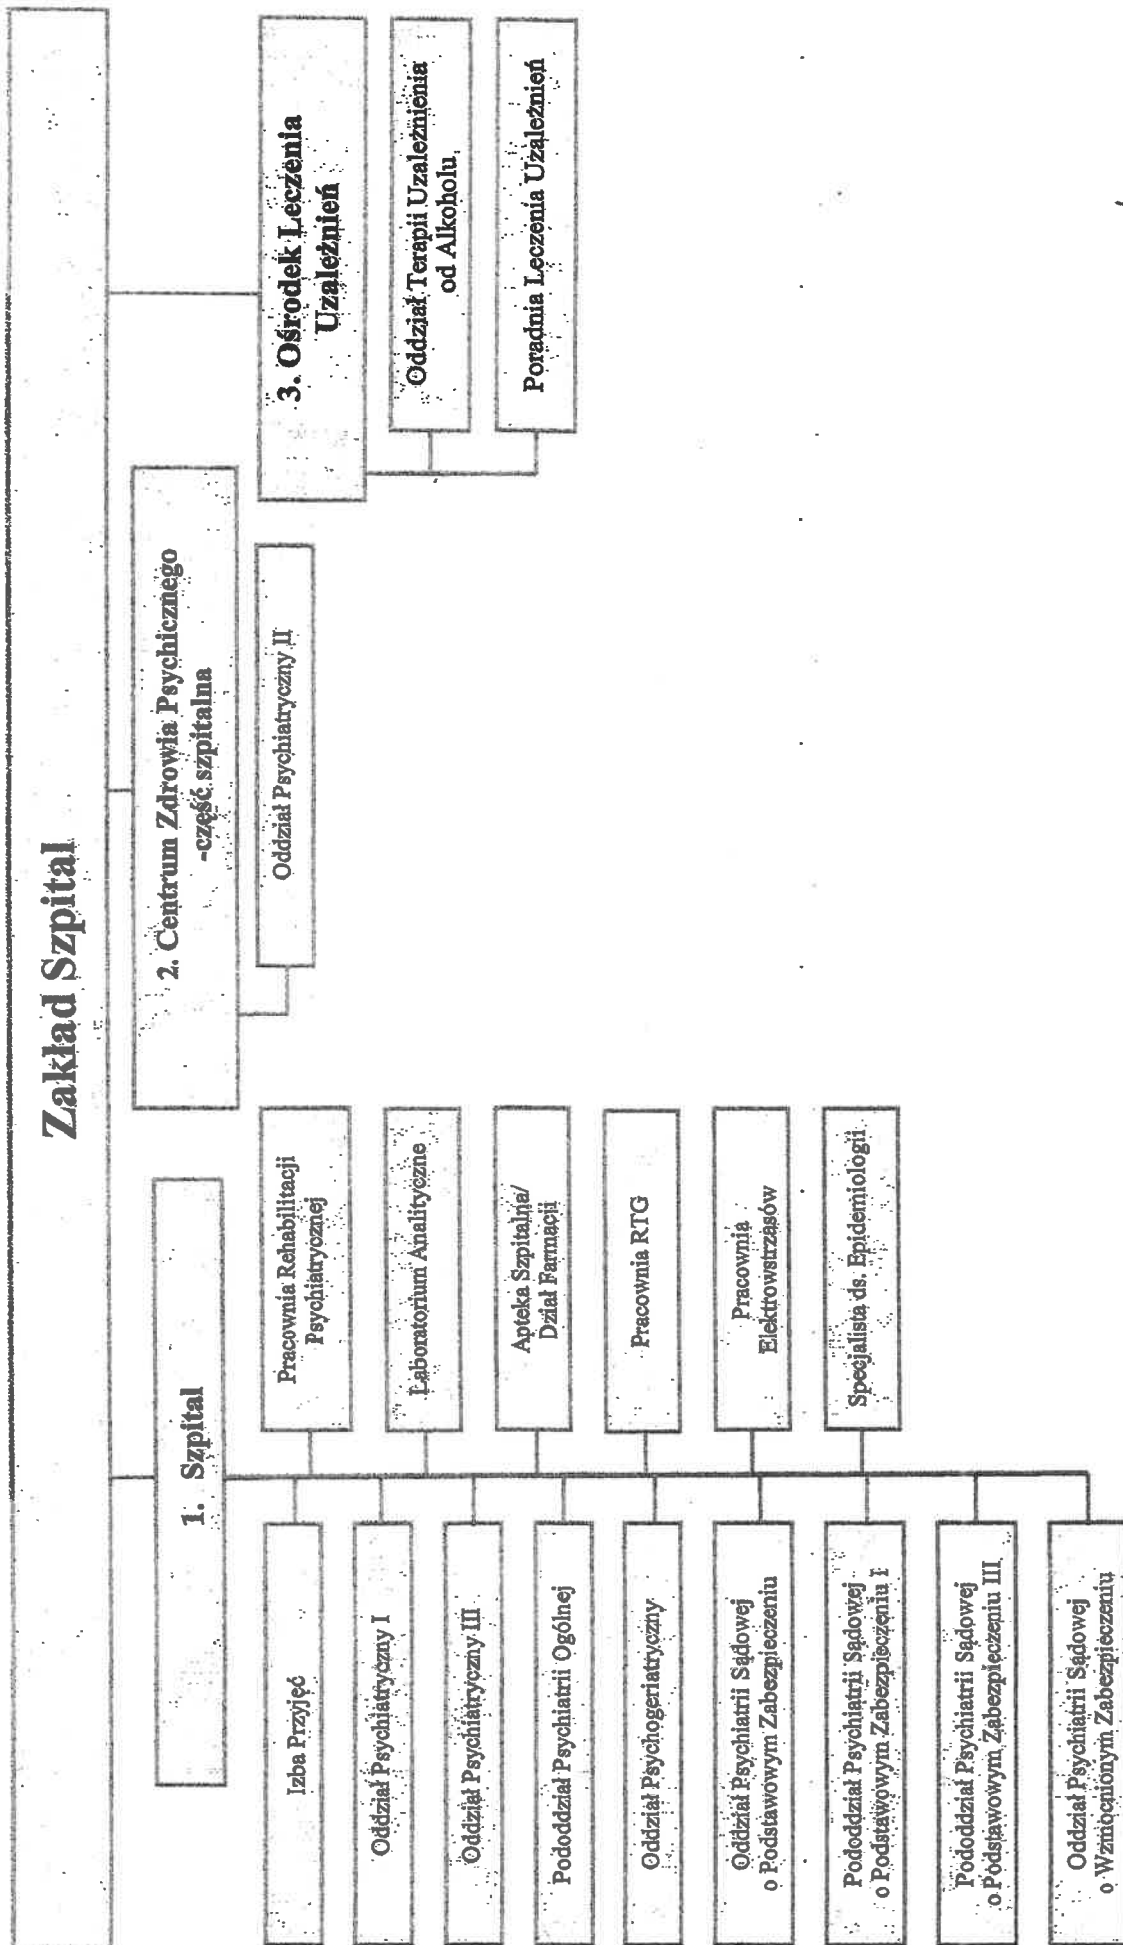 Zakład Szpital
1. Szpital
Izba Przyjęć
Oddział Psychiatryczny I
Oddział Psychiatryczny III
Pododdział Psychiatrii Ogólnej
Oddział Psychogeriatryczny
Oddział Psychiatrii Sądowej
o Podstawowym Zabezpieczeniu
Pododdział Psychiatrii Sądowej
o Podstawowym Zabezpieczeniu I
Pododdział Psychiatrii Sądowej
o Podstawowym Zabezpieczeniu III
Oddział Psychiatrii Sądowej
o Wzmocnionym Zabezpieczeniu
Pracownia Rehabilitacji
Psychiatrycznej
Laboratorium Analityczne
Apteka Szpitalna/
Dział Farmacji
Pracownia RTG
Pracownia
Elektrowstrząsów
Specjalista ds. Epidemiologii
2. Centrum Zdrowia Psychicznego
-część szpitalna
Oddział Psychiatryczny II
3. Ośrodek Leczenia
Uzależnień
Oddział Terapii Uzależnienia
od Alkoholu
Poradnia Leczenia Uzależnień